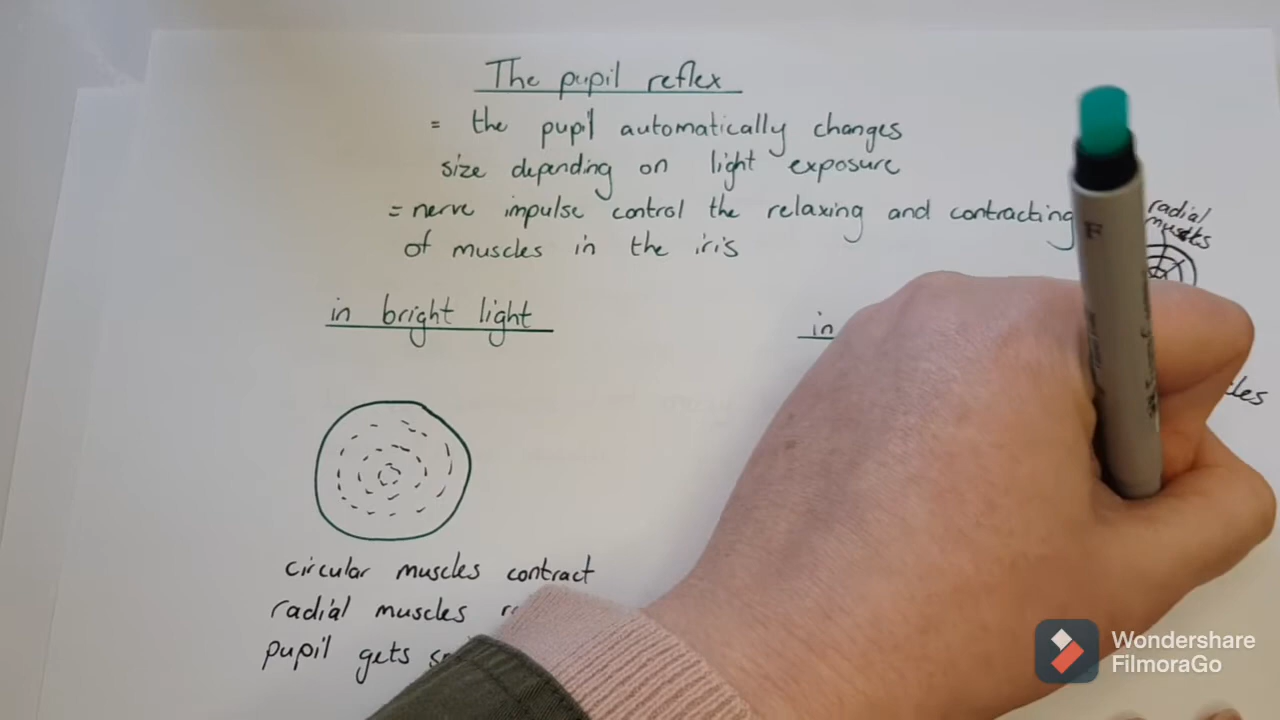 The pupil reflex
= the pupil automatically changes
size depending on light exposure
= nerve impulse control the relaxing and contracting
of muscles in the iris
radial
muscles
in bright light
in
circular muscles contract
radial muscles
pupil gets
F
Wondershare
FilmoraGo